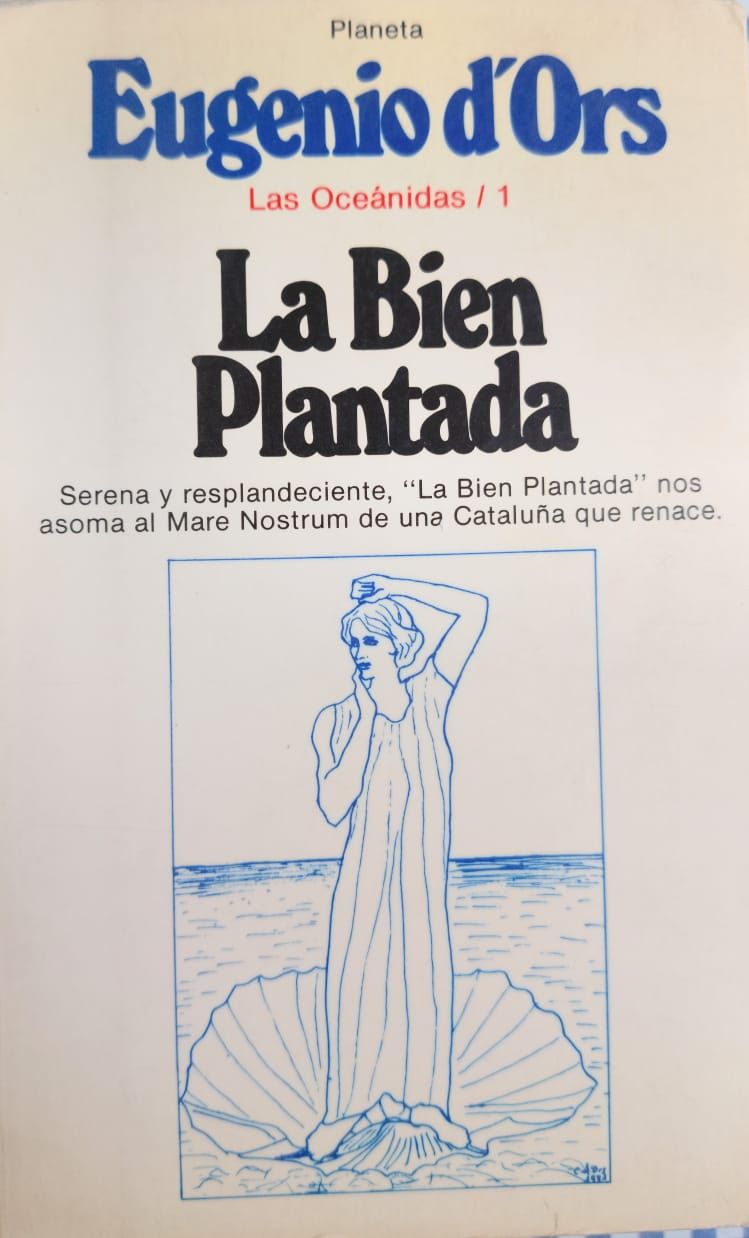 Planeta
Eugenio d'Ors
Las Oceánidas / 1
La Bien
Plantada
Serena y resplandeciente, “La Bien Plantada” nos
asoma al Mare Nostrum de una Cataluña que renace.